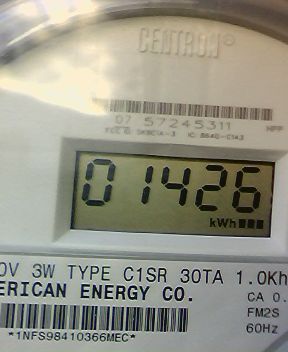 CENTRON®
07 57245311
01426
kWh
0V 3W TYPE C1SR 30TA 1.0Kh
ERICAN ENERGY CO.
CA 0.
FM2S
60Hz
*1NFS98410366MEC*